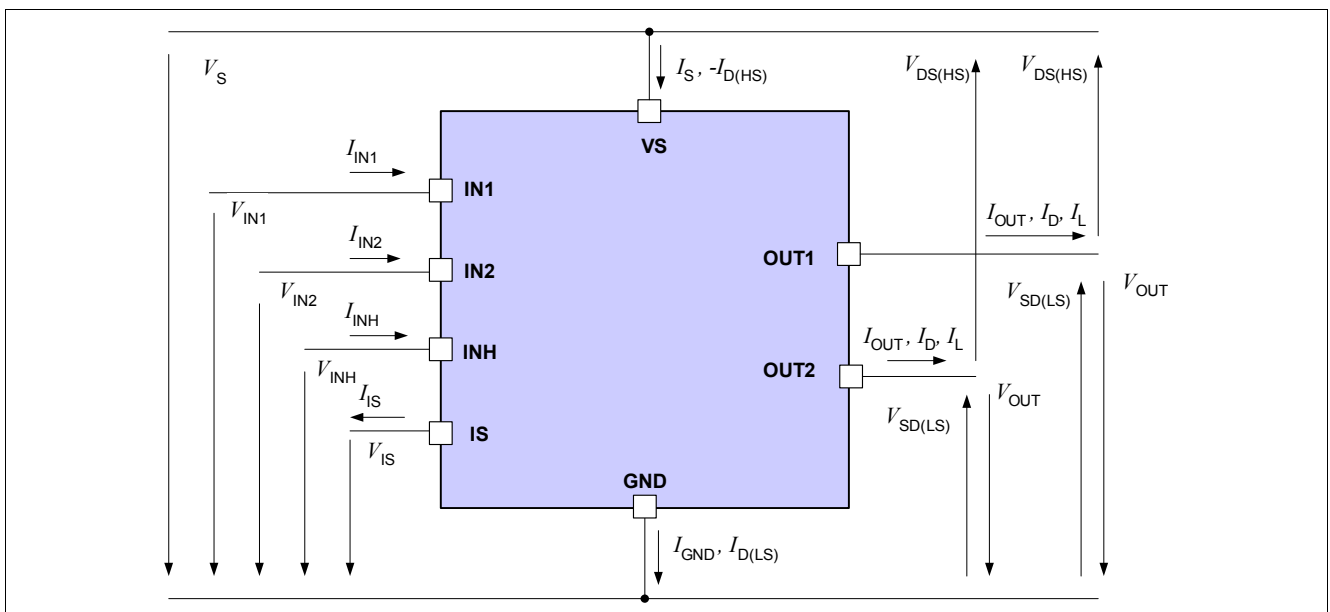 V_S
I_S , -I_D(HS)
V_DS(HS)
V_DS(HS)
VS
I_IN1
IN1
V_IN1
I_OUT , I_D , I_L
I_IN2
OUT1
IN2
V_IN2
V_SD(LS)
V_OUT
I_INH
INH
I_OUT , I_D, I_L
V_INH
OUT2
I_IS
V_OUT
IS
V_SD(LS)
V_IS
GND
I_GND , I_D(LS)